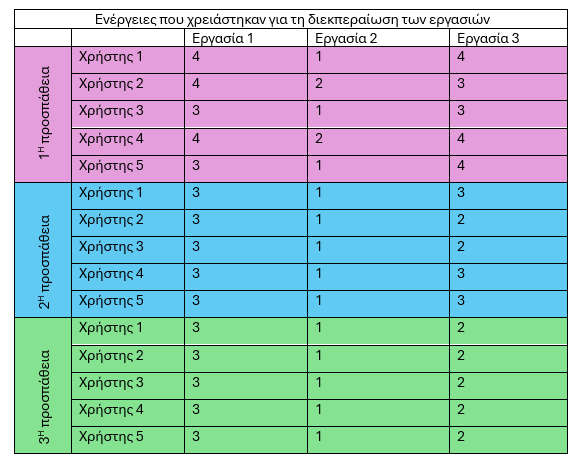 Ενέργειες που χρειάστηκαν για τη διεκπεραίωση των εργασιών
Εργασία 1 Εργασία 2 Εργασία 3
1Η προσπάθεια
Χρήστης 1 4 1 4
Χρήστης 2 4 2 3
Χρήστης 3 3 1 3
Χρήστης 4 4 2 4
Χρήστης 5 3 1 4
2Η προσπάθεια
Χρήστης 1 3 1 3
Χρήστης 2 3 1 2
Χρήστης 3 3 1 2
Χρήστης 4 3 1 3
Χρήστης 5 3 1 3
3Η προσπάθεια
Χρήστης 1 3 1 2
Χρήστης 2 3 1 2
Χρήστης 3 3 1 2
Χρήστης 4 3 1 2
Χρήστης 5 3 1 2